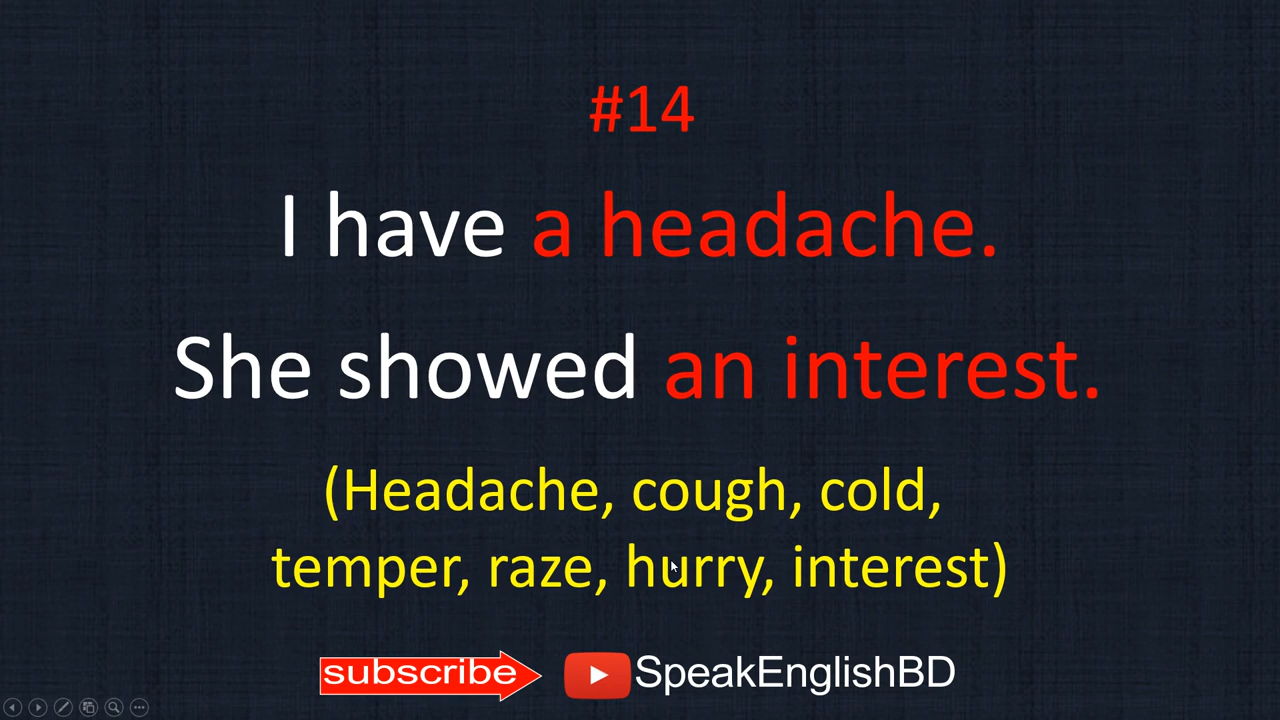 #14
I have a headache.
She showed an interest.
(Headache, cough, cold,
temper, raze, hurry, interest)
subscribe SpeakEnglishBD